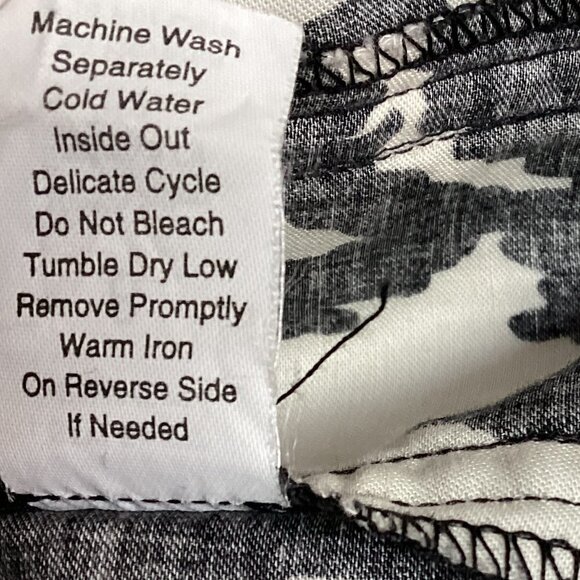 Machine Wash
Separately
Cold Water
Inside Out
Delicate Cycle
Do Not Bleach
Tumble Dry Low
Remove Promptly
Warm Iron
On Reverse Side
If Needed